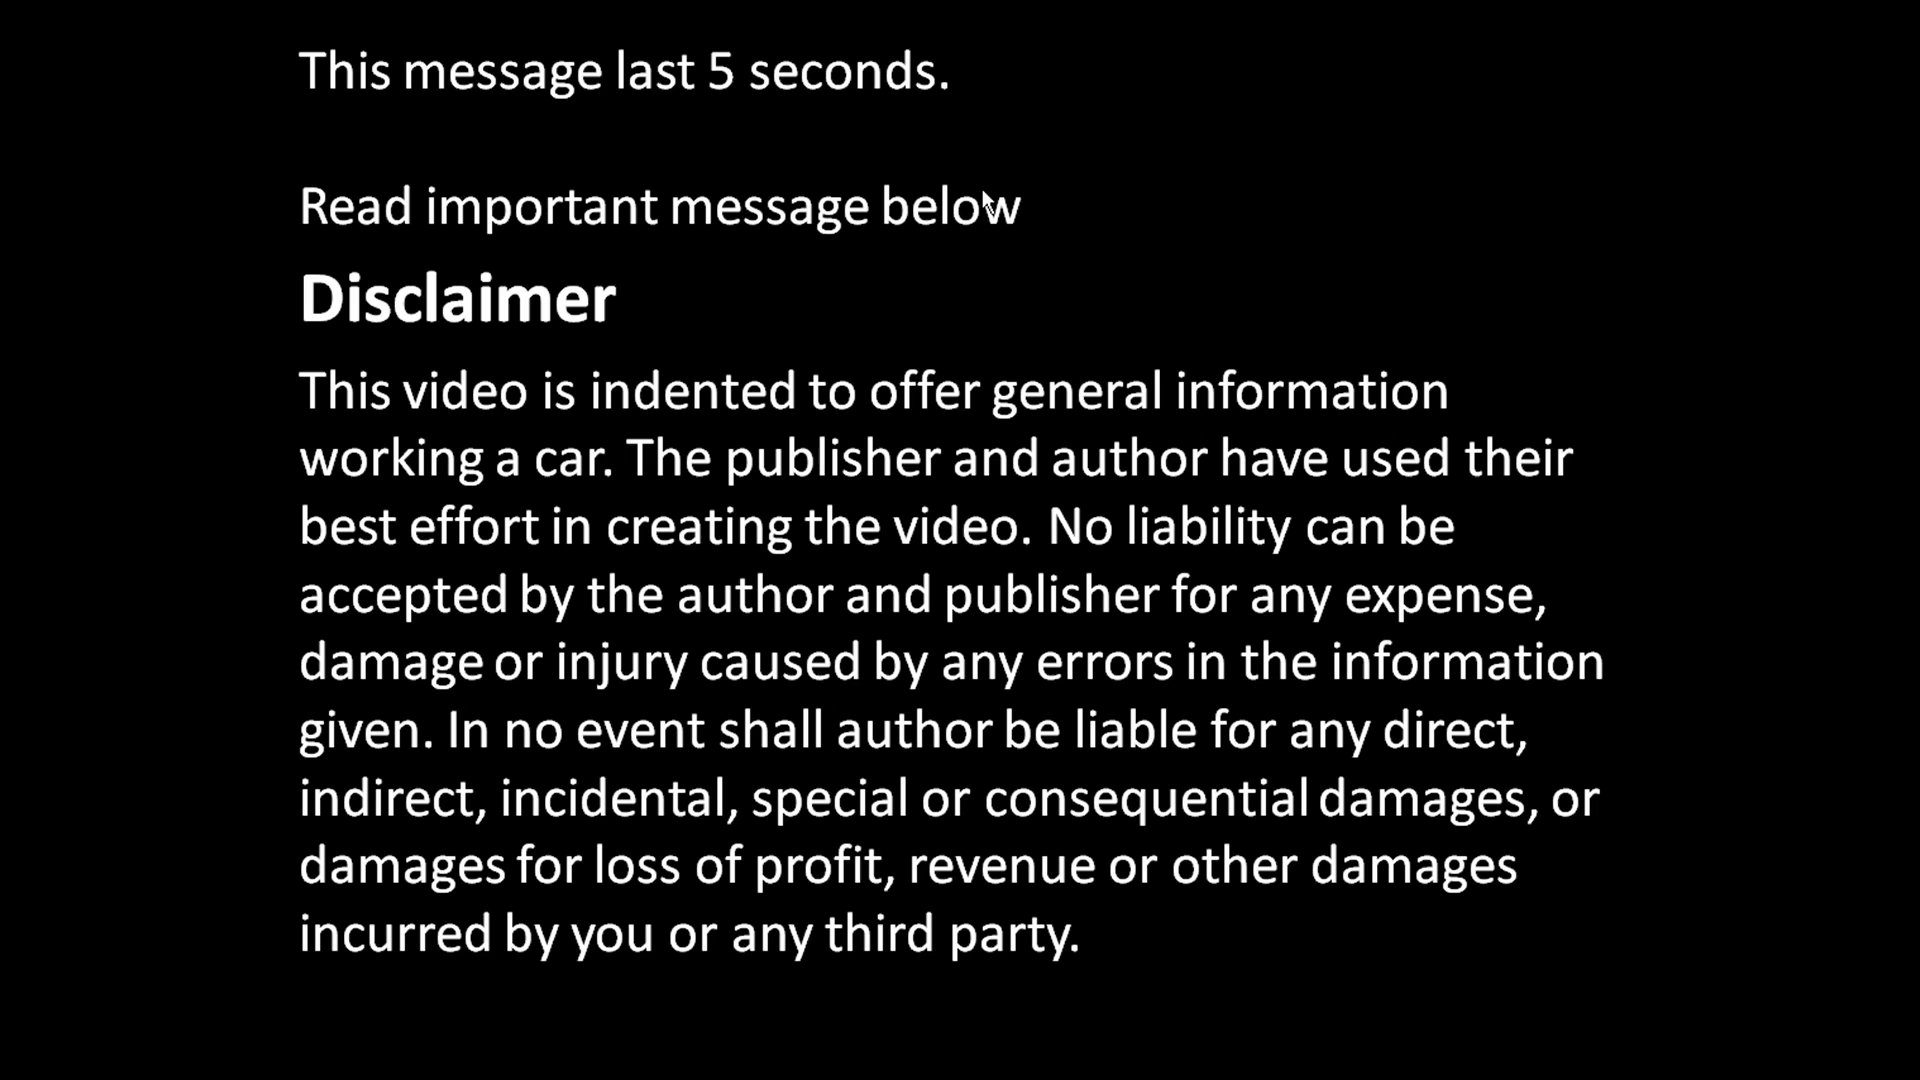 This message last 5 seconds.
Read important message below
Disclaimer
This video is indented to offer general information
working a car. The publisher and author have used their
best effort in creating the video. No liability can be
accepted by the author and publisher for any expense,
damage or injury caused by any errors in the information
given. In no event shall author be liable for any direct,
indirect, incidental, special or consequential damages, or
damages for loss of profit, revenue or other damages
incurred by you or any third party.